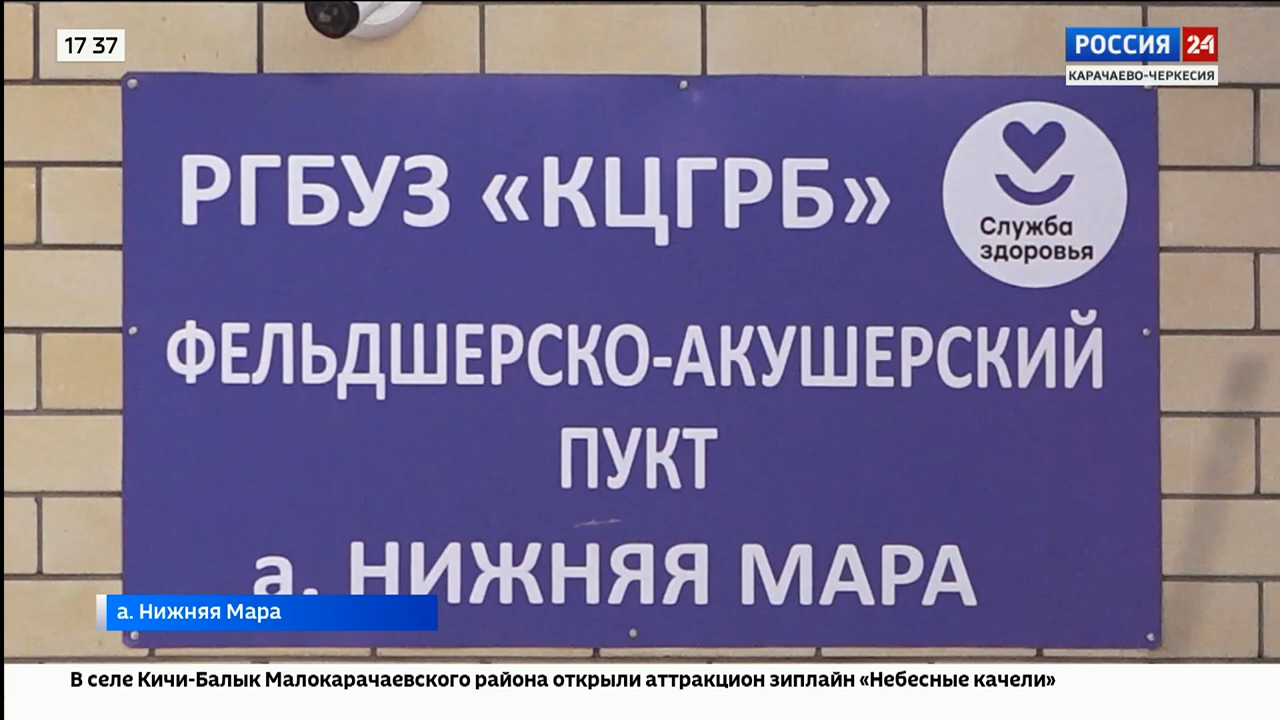 17 37
РОССИЯ 24
КАРАЧАЕВО-ЧЕРКЕСИЯ
РГБУЗ «КЦГРБ»
Служба
здоровья
ФЕЛЬДШЕРСКО-АКУШЕРСКИЙ
ПУКТ
а. НИЖНЯЯ МАРА
а. Нижняя Мара
В селе Кичи-Балык Малокарачаевского района открыли аттракцион зиплайн «Небесные качели»